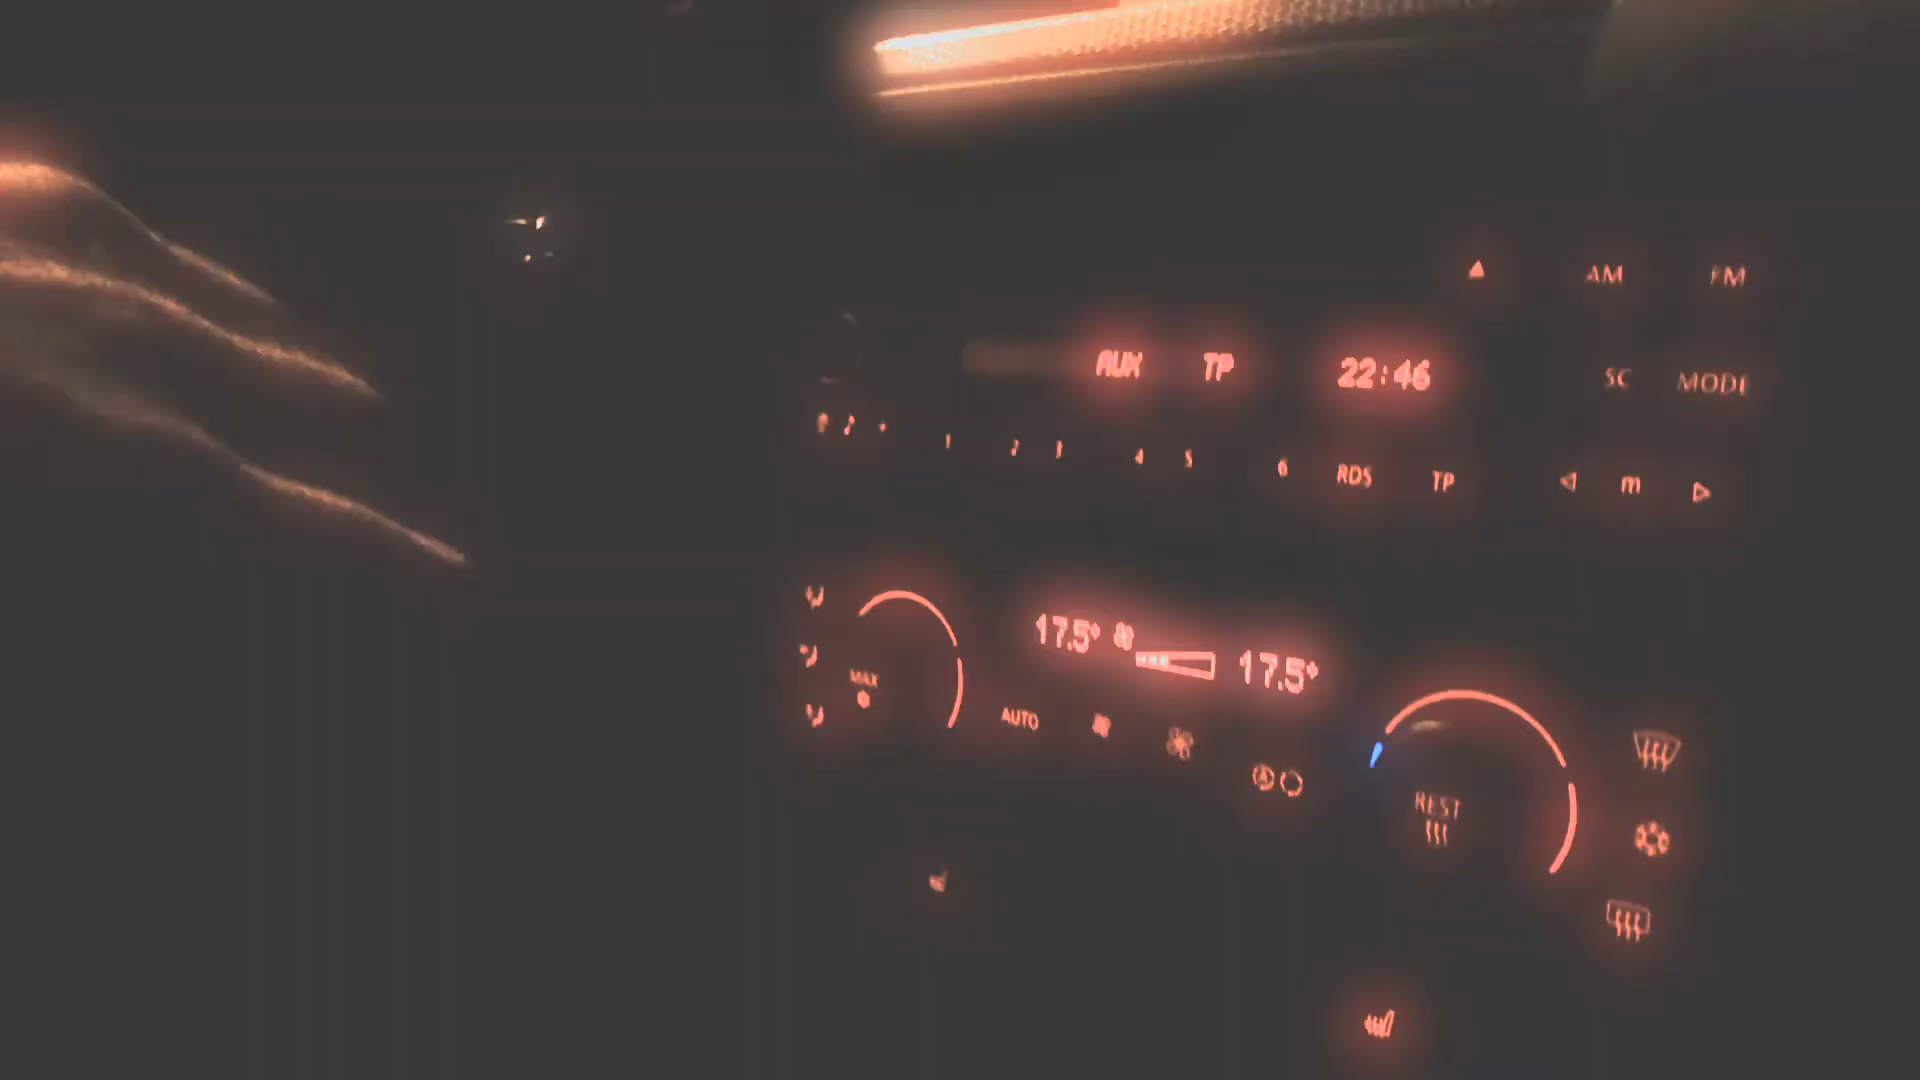 AM FM
AUX TP 22:46
SC MODE
1 2 3 4 5 6 RDS TP m
17.5° 17.5°
MAX
AUTO
A
REST